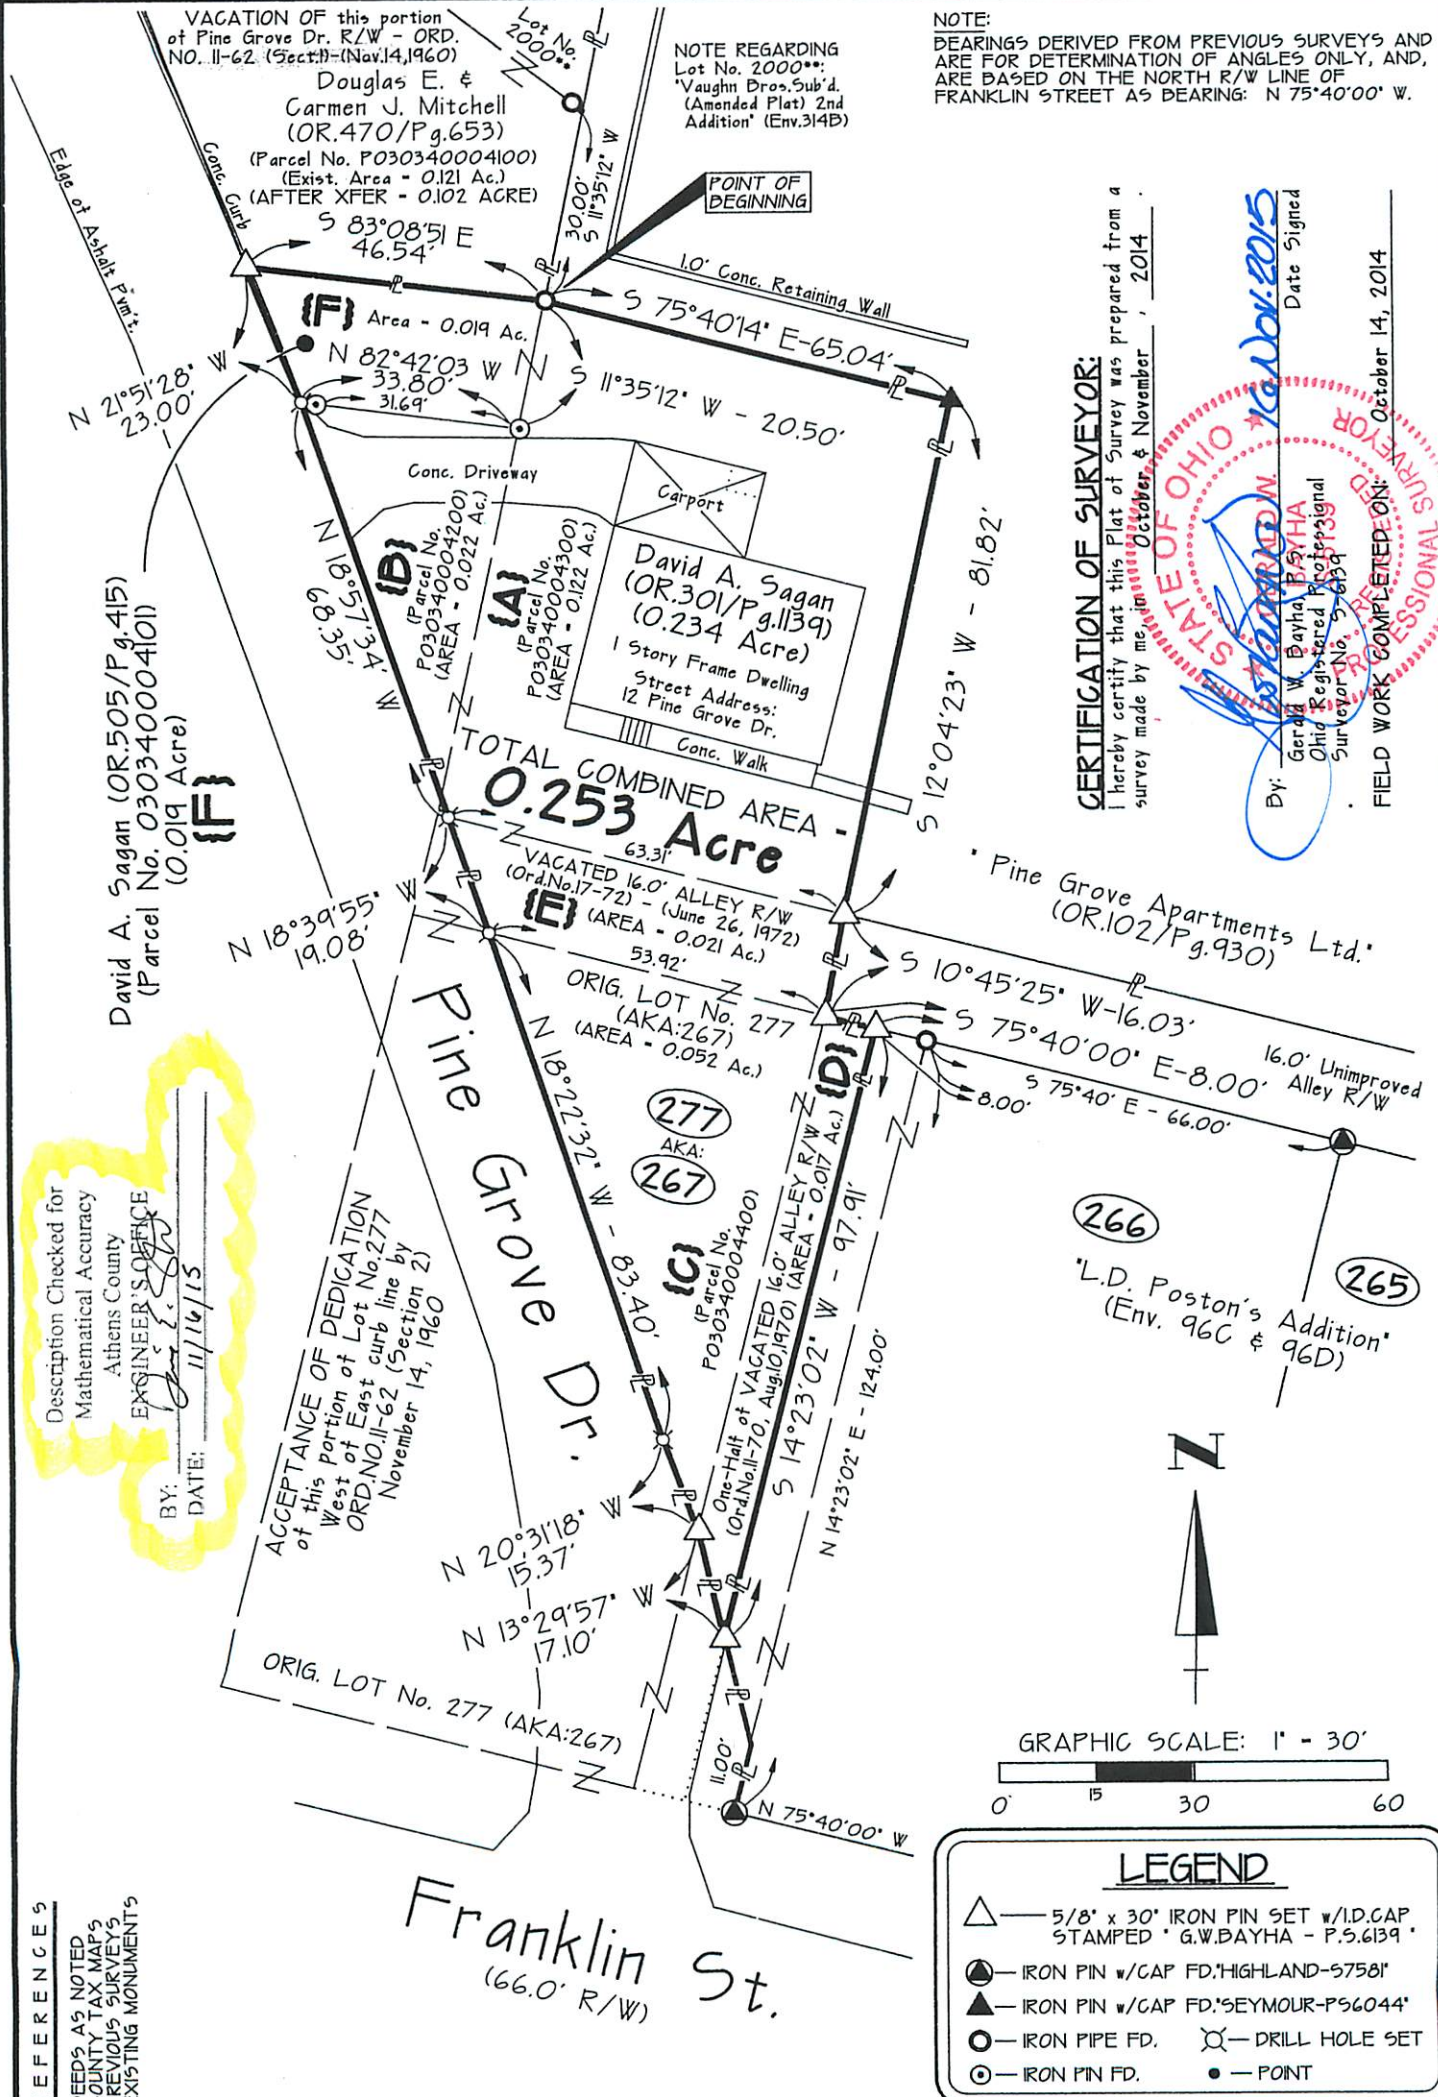 VACATION OF this portion
of Pine Grove Dr. R/W - ORD.
NO. 11-62 (Sect.1)-(Nov.14,1960)
Douglas E. &
Carmen J. Mitchell
(OR.470/Pg.653)
(Parcel No. P030340004100)
(Exist. Area - 0.121 Ac.)
(AFTER XFER - 0.102 ACRE)
Lot No.
2000**
NOTE REGARDING
Lot No. 2000**:
"Vaughn Bros.Sub'd.
(Amended Plat) 2nd
Addition" (Env.314B)
NOTE:
BEARINGS DERIVED FROM PREVIOUS SURVEYS AND
ARE FOR DETERMINATION OF ANGLES ONLY, AND,
ARE BASED ON THE NORTH R/W LINE OF
FRANKLIN STREET AS BEARING: N 75°40'00" W.
Edge of Asphalt Pvm't.
Conc. Curb
S 83°08'51 E
46.54'
30.00'
S 11°35'12" W
POINT OF
BEGINNING
1.0' Conc. Retaining Wall
S 75°40'14" E-65.04'
{F} Area - 0.019 Ac.
N 82°42'03 W
33.80'
31.69'
S 11°35'12" W - 20.50'
N 21°51'28" W
23.00'
Conc. Driveway
Carport
N 18°57'34" W
68.35'
{B}
(Parcel No.
P030340004200)
(AREA - 0.022 Ac.)
{A}
(Parcel No.
P030340004300)
(AREA - 0.122 Ac.)
David A. Sagan
(OR.301/Pg.1139)
(0.234 Acre)
1 Story Frame Dwelling
Street Address:
12 Pine Grove Dr.
Conc. Walk
S 12°04'23" W - 81.82'
David A. Sagan (OR.505/Pg.415)
(Parcel No. 030340004101)
(0.019 Acre)
{F}
TOTAL COMBINED AREA -
0.253 Acre
63.31'
VACATED 16.0' ALLEY R/W
(Ord.No.17-72) - (June 26, 1972)
{E} (AREA - 0.021 Ac.)
53.92'
N 18°39'55" W
19.08'
"Pine Grove Apartments Ltd."
(OR.102/Pg.930)
S 10°45'25" W-16.03'
S 75°40'00" E-8.00'
16.0' Unimproved
Alley R/W
S 75°40' E - 66.00'
8.00'
ORIG. LOT No. 277
(AKA:267)
(AREA - 0.052 Ac.)
277
AKA:
267
{D}
Pine Grove Dr.
N 18°22'32" W - 83.40'
{C}
(Parcel No.
P030340004400)
One-Half of VACATED 16.0' ALLEY R/W
(Ord.No.11-70, Aug.10,1970) (AREA - 0.017 Ac.)
S 14°23'02" W - 97.91'
N 14°23'02" E - 124.00'
266
265
"L.D. Poston's Addition"
(Env. 96C & 96D)
CERTIFICATION OF SURVEYOR:
I hereby certify that this Plat of Survey was prepared from a
survey made by me, in October & November, 2014.
By:
Gerald W. Bayha, P.S.
Ohio Registered Professional
Surveyor No. S-6139
16 NOV. 2015
Date Signed
FIELD WORK COMPLETED ON: October 14, 2014
STATE OF OHIO
GERALD W.
BAYHA
S-6139
REGISTERED
PROFESSIONAL SURVEYOR
Description Checked for
Mathematical Accuracy
Athens County
ENGINEER'S OFFICE
BY:
DATE: 11/16/15
ACCEPTANCE OF DEDICATION
of this portion of Lot No.277
West of East curb line by
ORD.NO.11-62 (Section 2)
November 14, 1960
N 20°31'18" W
15.37'
N 13°29'57" W
17.10'
ORIG. LOT No. 277 (AKA:267)
11.00'
N 75°40'00" W
Franklin St.
(66.0' R/W)
N
GRAPHIC SCALE: 1" - 30'
0 15 30 60
LEGEND
5/8" x 30" IRON PIN SET w/I.D.CAP
STAMPED "G.W.BAYHA - P.S.6139"
IRON PIN w/CAP FD."HIGHLAND-S7581"
IRON PIN w/CAP FD."SEYMOUR-PS6044"
IRON PIPE FD.
DRILL HOLE SET
IRON PIN FD.
POINT
EFERENCES
EEDS AS NOTED
OUNTY TAX MAPS
REVIOUS SURVEYS
XISTING MONUMENTS